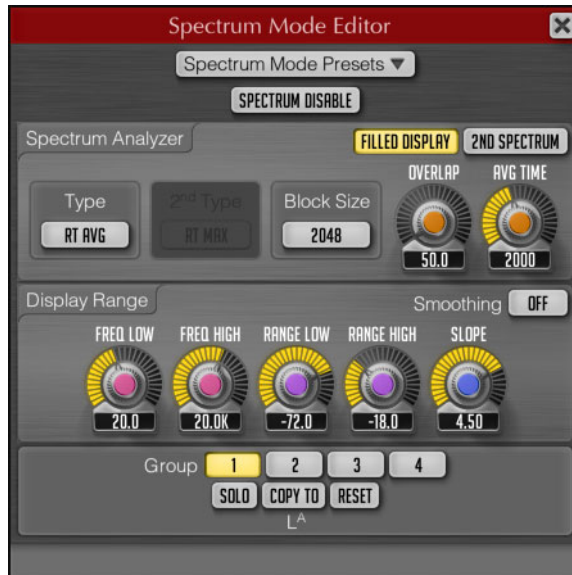 Spectrum Mode Editor
Spectrum Mode Presets
SPECTRUM DISABLE
Spectrum Analyzer
FILLED DISPLAY 2ND SPECTRUM
OVERLAP AVG TIME
Type 2nd Type Block Size
RT AVG RT MAX 2048
50.0 2000
Display Range
Smoothing OFF
FREQ LOW FREQ HIGH RANGE LOW RANGE HIGH SLOPE
20.0 20.0K -72.0 -18.0 4.50
Group 1 2 3 4
SOLO COPY TO RESET
LA